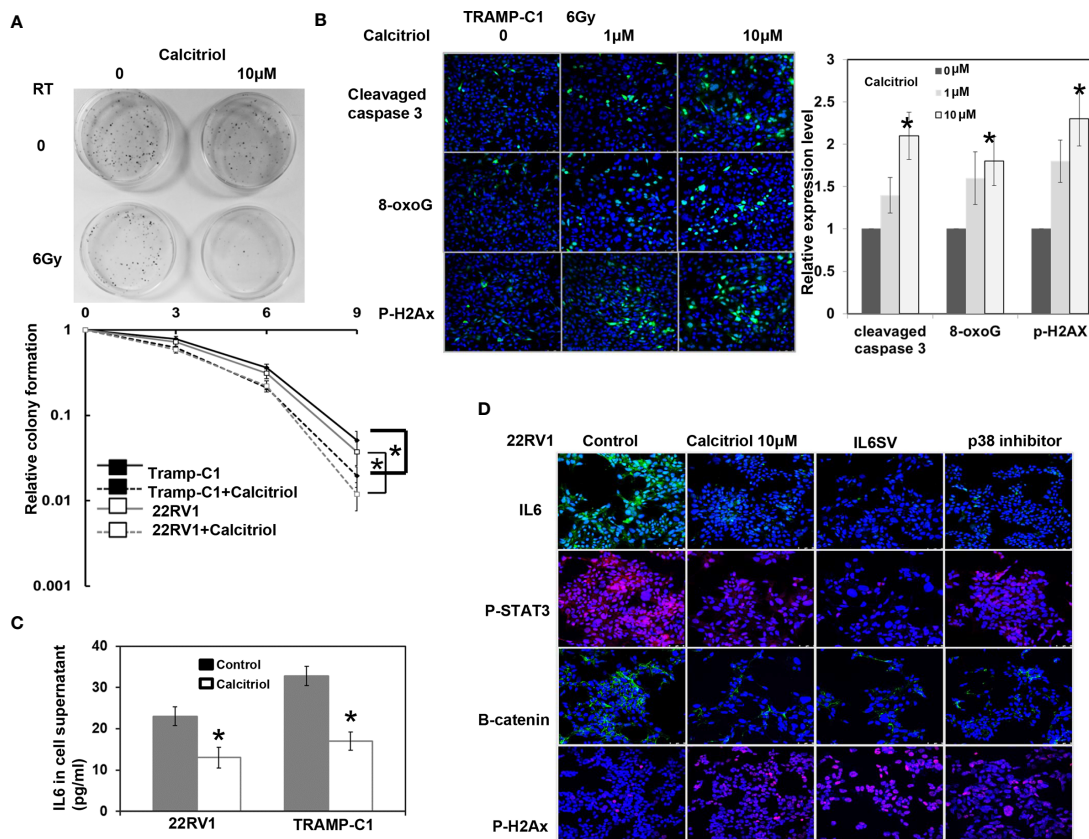 A
Calcitriol
0 10μM
RT
0
6Gy
0 3 6 9
1
0.1
0.01
0.001
Relative colony formation
Tramp-C1
Tramp-C1+Calcitriol
22RV1
22RV1+Calcitriol
*
*
B
TRAMP-C1 6Gy
Calcitriol 0 1μM 10μM
Cleavaged
caspase 3
8-oxoG
P-H2Ax
3
2.5
2
1.5
1
0.5
0
Relative expression level
Calcitriol
0 μM
1 μM
10 μM
*
*
*
cleavaged
caspase 3
8-oxoG
p-H2AX
C
40
30
20
10
0
IL6 in cell supernatant
(pg/ml)
Control
Calcitriol
*
*
22RV1 TRAMP-C1
D
22RV1 Control Calcitriol 10μM IL6SV p38 inhibitor
IL6
P-STAT3
B-catenin
P-H2Ax